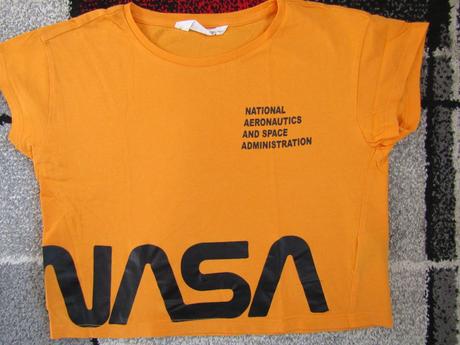 NATIONAL
AERONAUTICS
AND SPACE
ADMINISTRATION
NASA